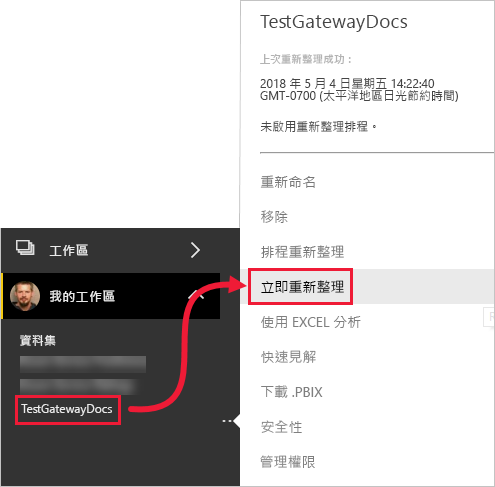 TestGatewayDocs
上次重新整理成功：
2018 年 5 月 4 日星期五 14:22:40
GMT-0700 (太平洋地區日光節約時間)
未啟用重新整理排程。
重新命名
移除
排程重新整理
立即重新整理
使用 EXCEL 分析
快速見解
下載 .PBIX
安全性
管理權限
工作區
我的工作區
資料集
TestGatewayDocs